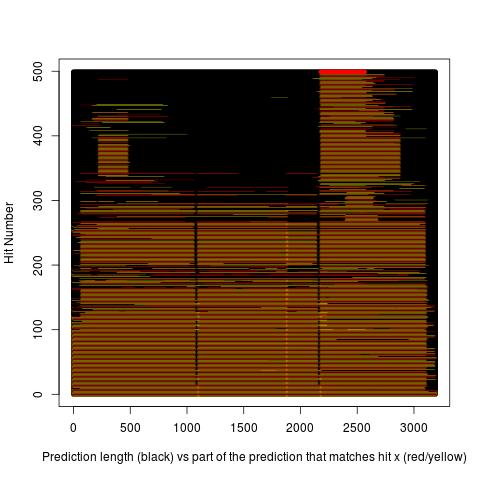 500
400
300
200
100
0
Hit Number
0 500 1000 1500 2000 2500 3000
Prediction length (black) vs part of the prediction that matches hit x (red/yellow)